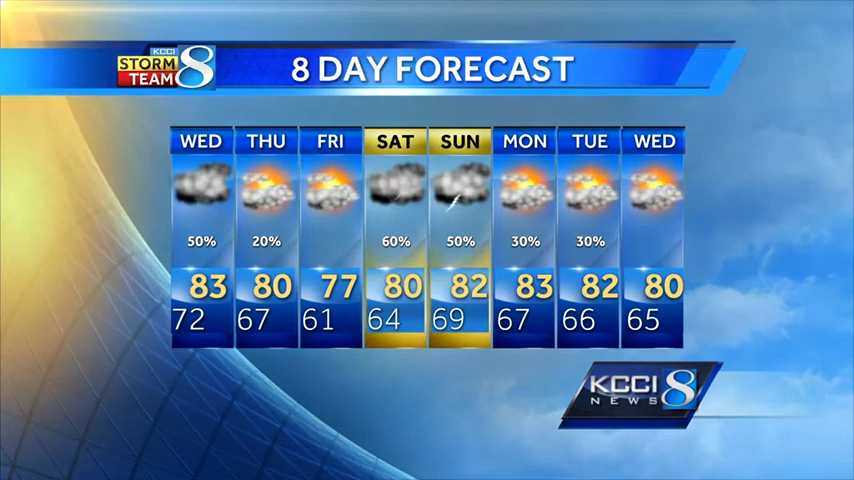 KCCI
STORM
TEAM 8
8 DAY FORECAST
WED THU FRI SAT SUN MON TUE WED
50% 20% 60% 50% 30% 30%
83 80 77 80 82 83 82 80
72 67 61 64 69 67 66 65
KCCI 8
NEWS